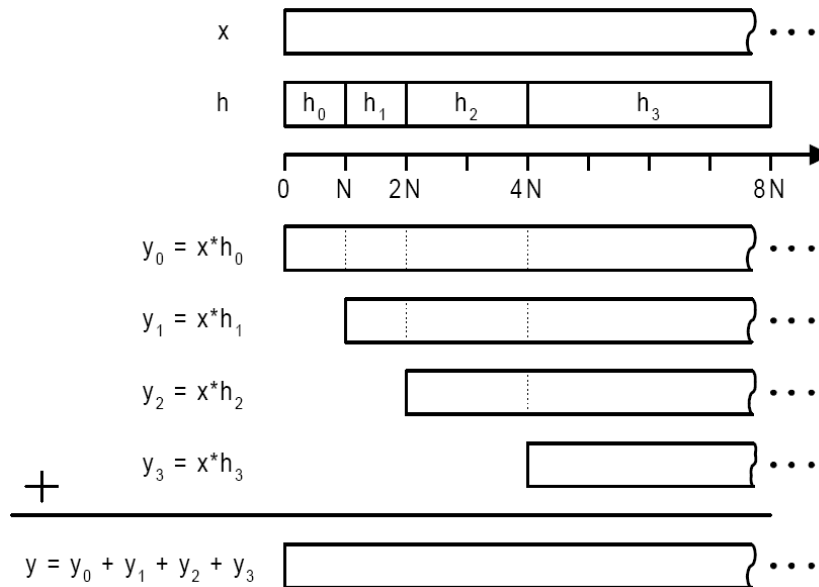 x
h h₀ h₁ h₂ h₃
0 N 2N 4N 8N
y₀ = x*h₀
y₁ = x*h₁
y₂ = x*h₂
y₃ = x*h₃
+
y = y₀ + y₁ + y₂ + y₃